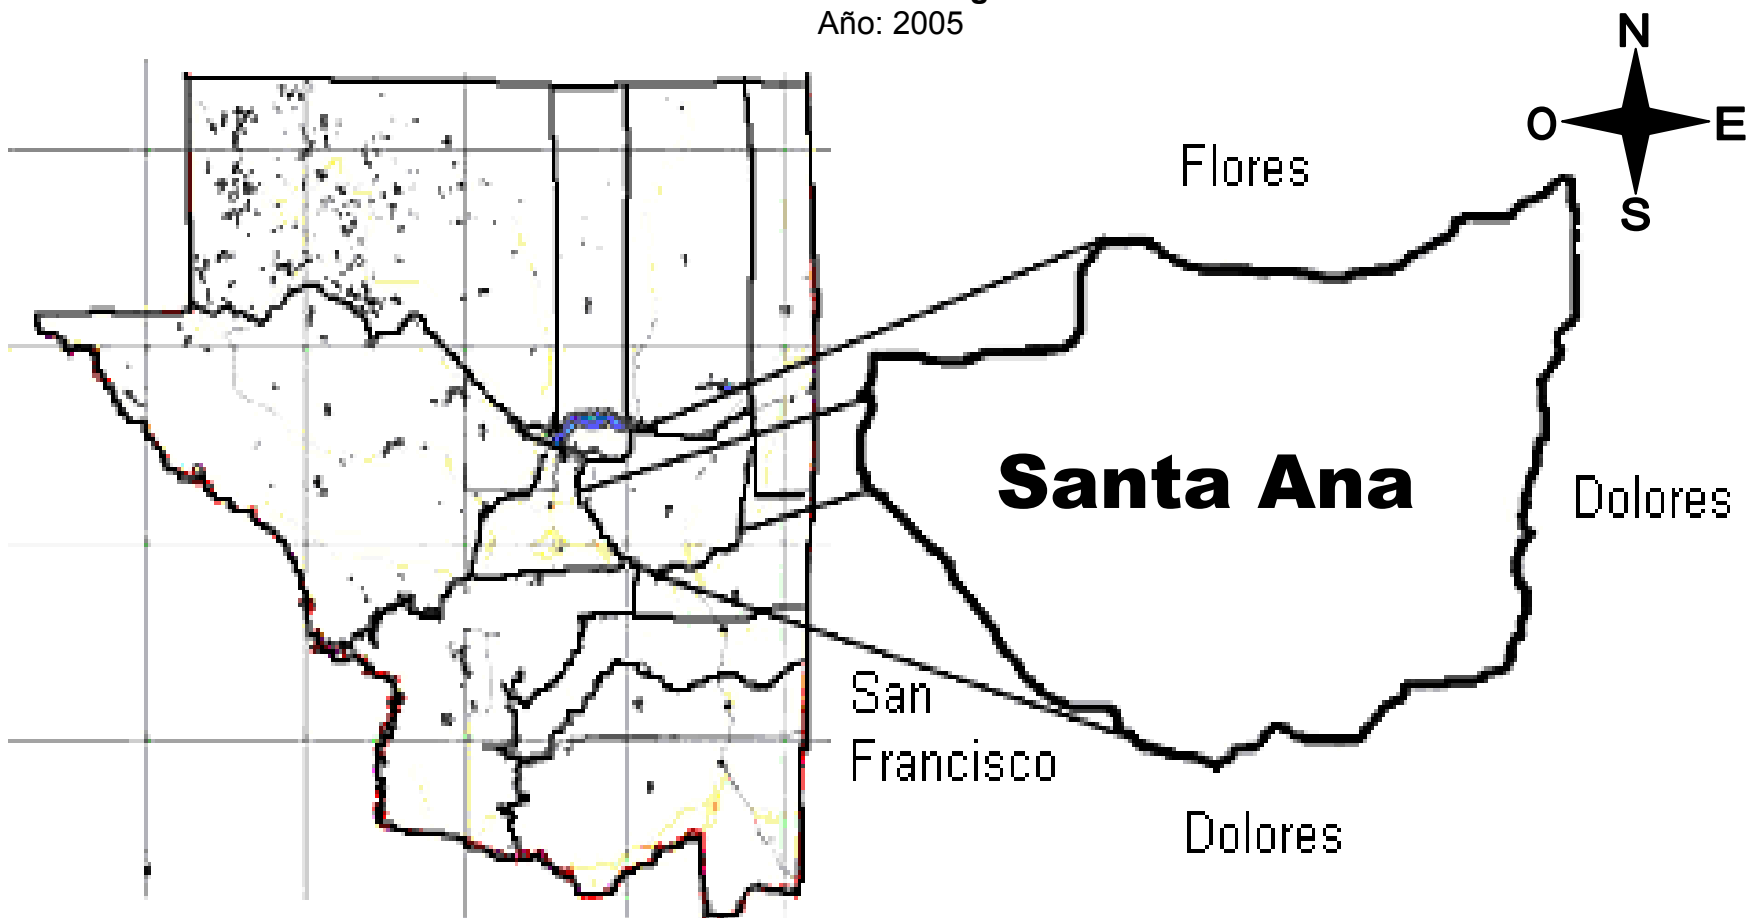 Año: 2005
N
O
E
S
Flores
Santa Ana
Dolores
San
Francisco
Dolores